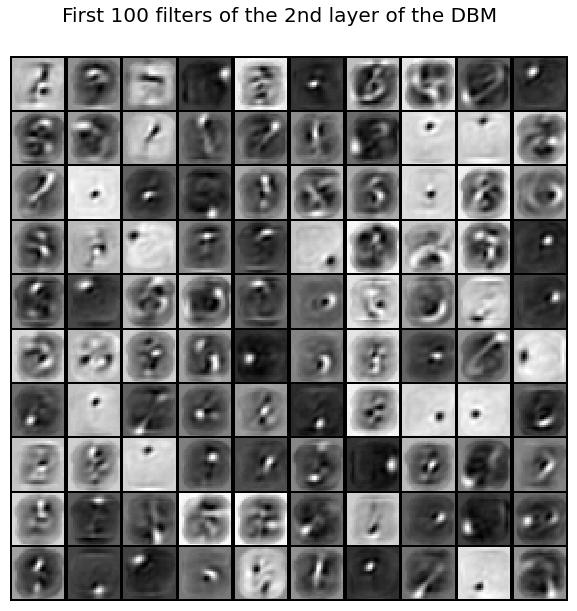 First 100 filters of the 2nd layer of the DBM